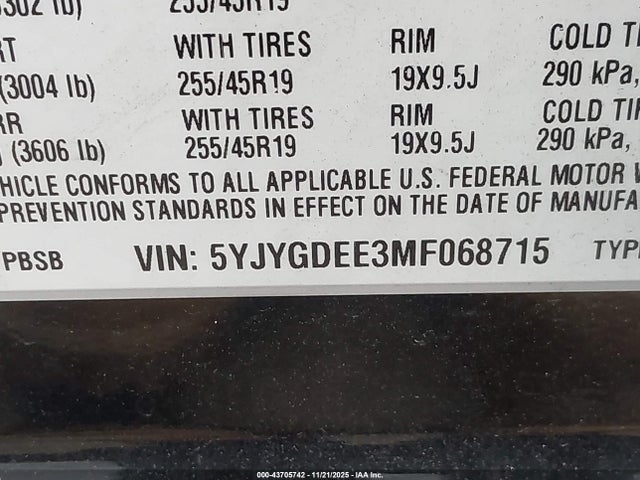 3302 lb) 255/45R19
RT WITH TIRES RIM COLD TI
(3004 lb) 255/45R19 19X9.5J 290 kPa,
RR WITH TIRES RIM COLD TIR
(3606 lb) 255/45R19 19X9.5J 290 kPa,
HICLE CONFORMS TO ALL APPLICABLE U.S. FEDERAL MOTOR V
PREVENTION STANDARDS IN EFFECT ON THE DATE OF MANUFA
PBSB VIN: 5YJYGDEE3MF068715 TYP
000-43705742 - 11/21/2025 - IAA Inc.